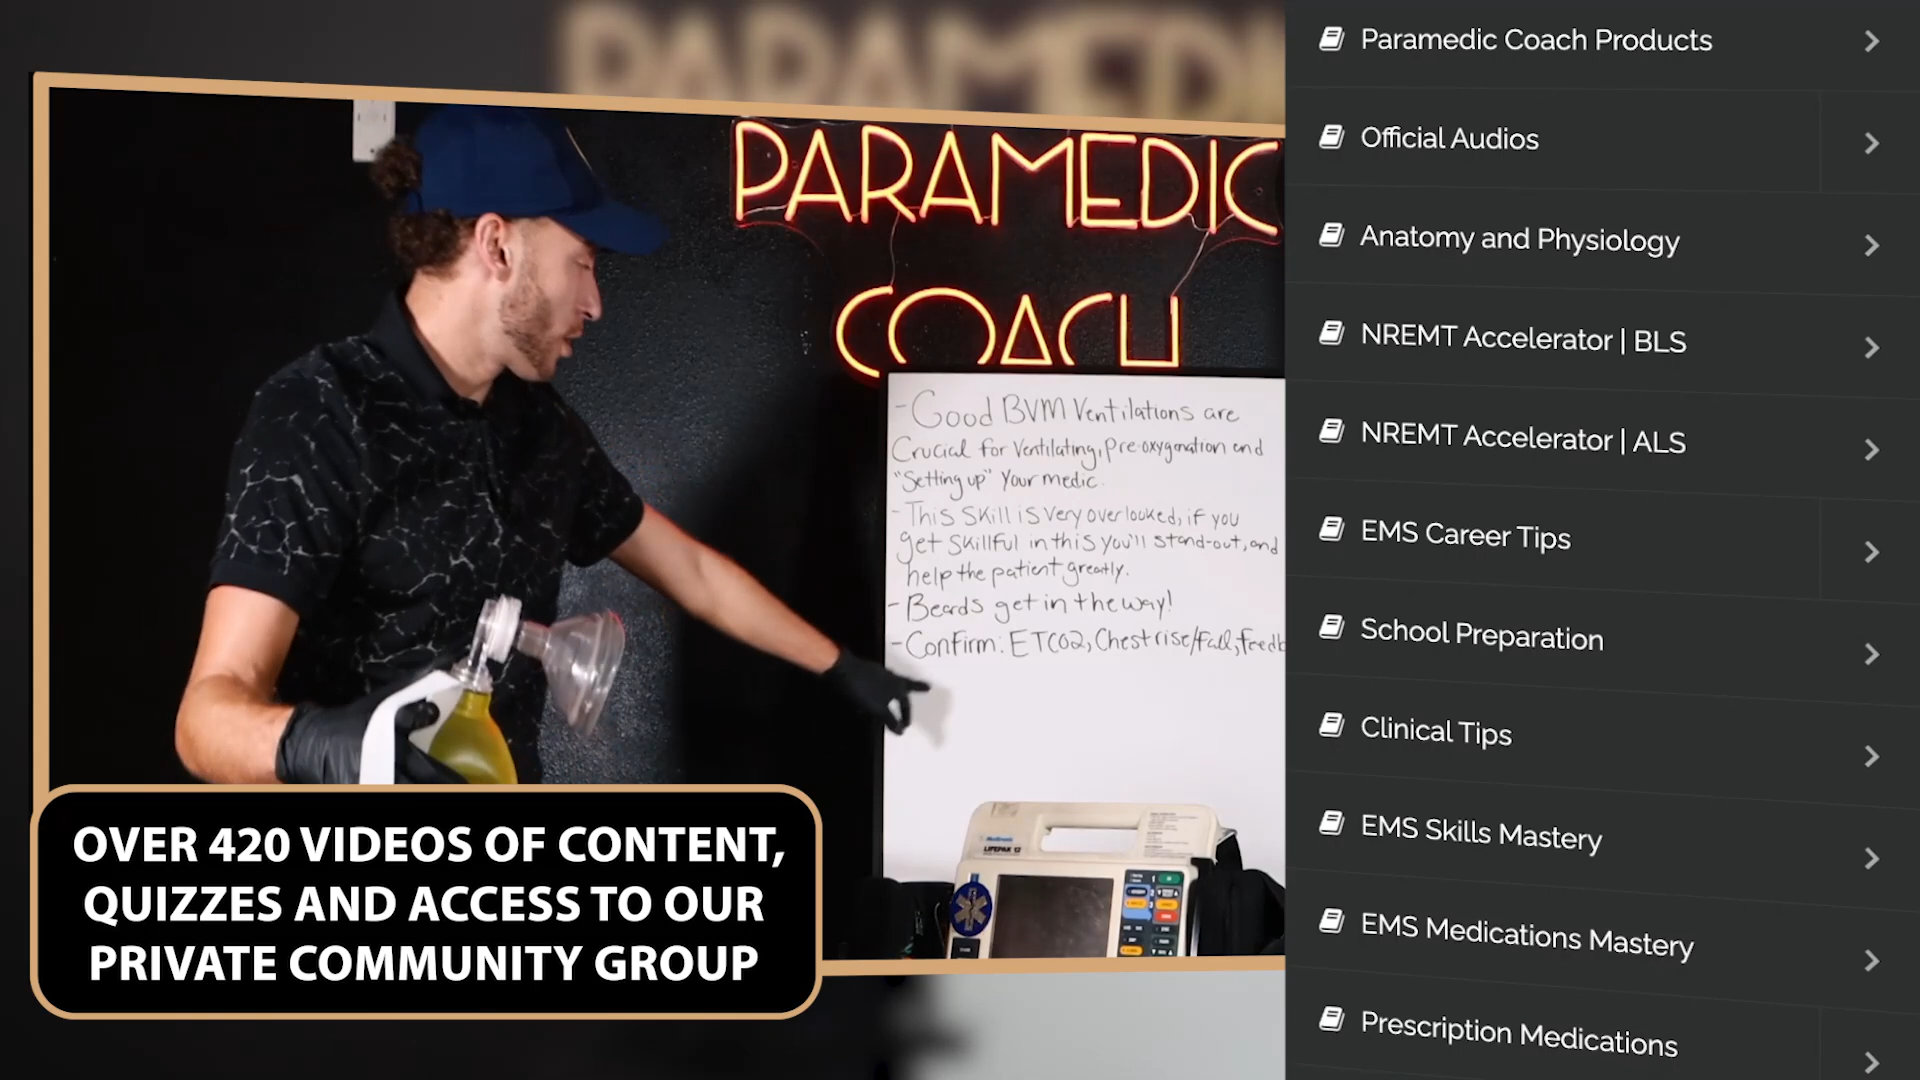 PARAMEDIC
PARAMEDIC
COACH
- Good BVM Ventilations are
Crucial for Ventilating, Pre-oxygenation and
"Setting up" Your medic.
- This Skill is very overlooked, if you
get Skillful in this you'll stand-out, and
help the patient greatly.
- Beards get in the way!
- Confirm: ETCO2, Chest rise/fall, feedb
LIFEPAK 12
OVER 420 VIDEOS OF CONTENT,
QUIZZES AND ACCESS TO OUR
PRIVATE COMMUNITY GROUP
Paramedic Coach Products
Official Audios
Anatomy and Physiology
NREMT Accelerator | BLS
NREMT Accelerator | ALS
EMS Career Tips
School Preparation
Clinical Tips
EMS Skills Mastery
EMS Medications Mastery
Prescription Medications